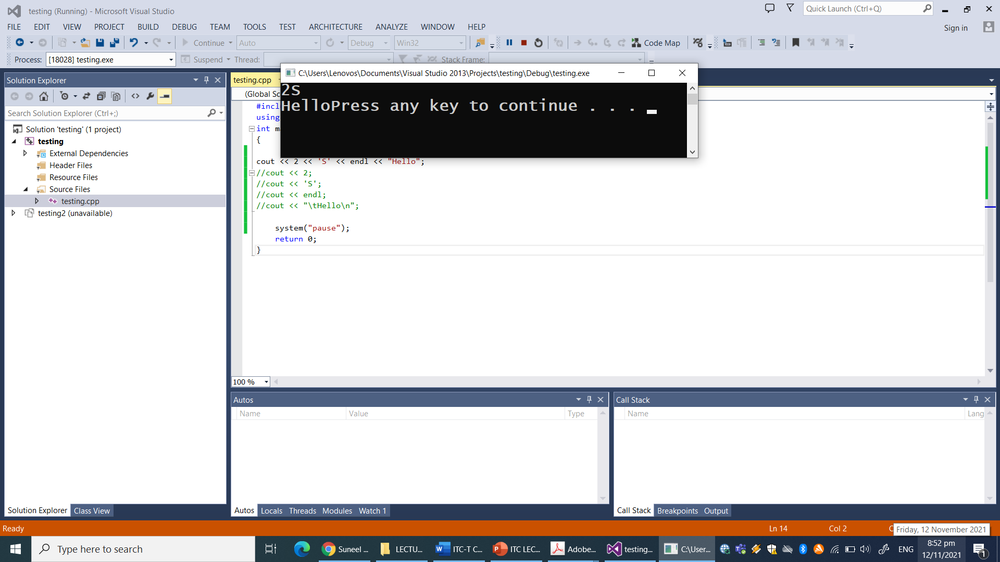 testing (Running) - Microsoft Visual Studio
Quick Launch (Ctrl+Q)
FILE EDIT VIEW PROJECT BUILD DEBUG TEAM TOOLS TEST ARCHITECTURE ANALYZE WINDOW HELP
Sign in
Continue Auto Debug Win32 Code Map
Process: [18028] testing.exe Suspend Thread: Stack Frame:
Solution Explorer
Search Solution Explorer (Ctrl+;)
Solution 'testing' (1 project)
testing
External Dependencies
Header Files
Resource Files
Source Files
testing.cpp
testing2 (unavailable)
Solution Explorer Class View
testing.cpp
(Global Sc
C:\Users\Lenovos\Documents\Visual Studio 2013\Projects\testing\Debug\testing.exe
2S
HelloPress any key to continue . . .
#incl
using
int m
{
cout << 2 << 'S' << endl << "Hello";
//cout << 2;
//cout << 'S';
//cout << endl;
//cout << "\tHello\n";
system("pause");
return 0;
}
100 %
Autos
Name Value Type
Autos Locals Threads Modules Watch 1
Call Stack
Name Lang
Call Stack Breakpoints Output
Ready Ln 14 Col 2 C
Friday, 12 November 2021
Type here to search
Suneel ... LECTU... ITC-T C... ITC LEC... Adobe... testing... C:\User...
ENG
8:52 pm
12/11/2021
1